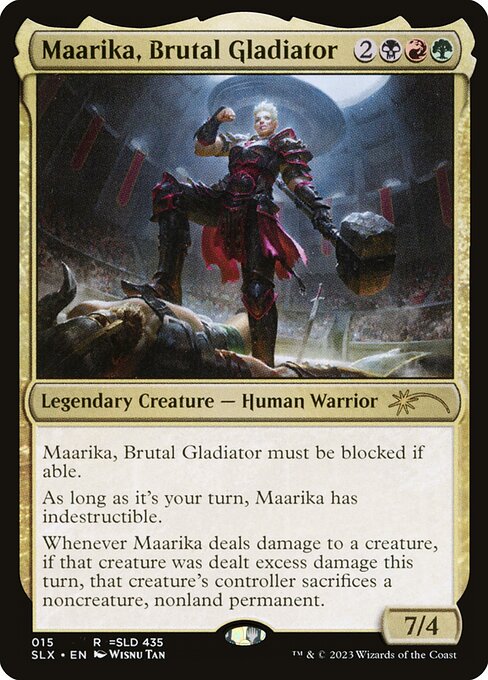 Maarika, Brutal Gladiator 2
Legendary Creature — Human Warrior
Maarika, Brutal Gladiator must be blocked if
able.
As long as it's your turn, Maarika has
indestructible.
Whenever Maarika deals damage to a creature,
if that creature was dealt excess damage this
turn, that creature's controller sacrifices a
noncreature, nonland permanent.
7/4
015 R =SLD 435
SLX • EN Wisnu Tan
™ & © 2023 Wizards of the Coast